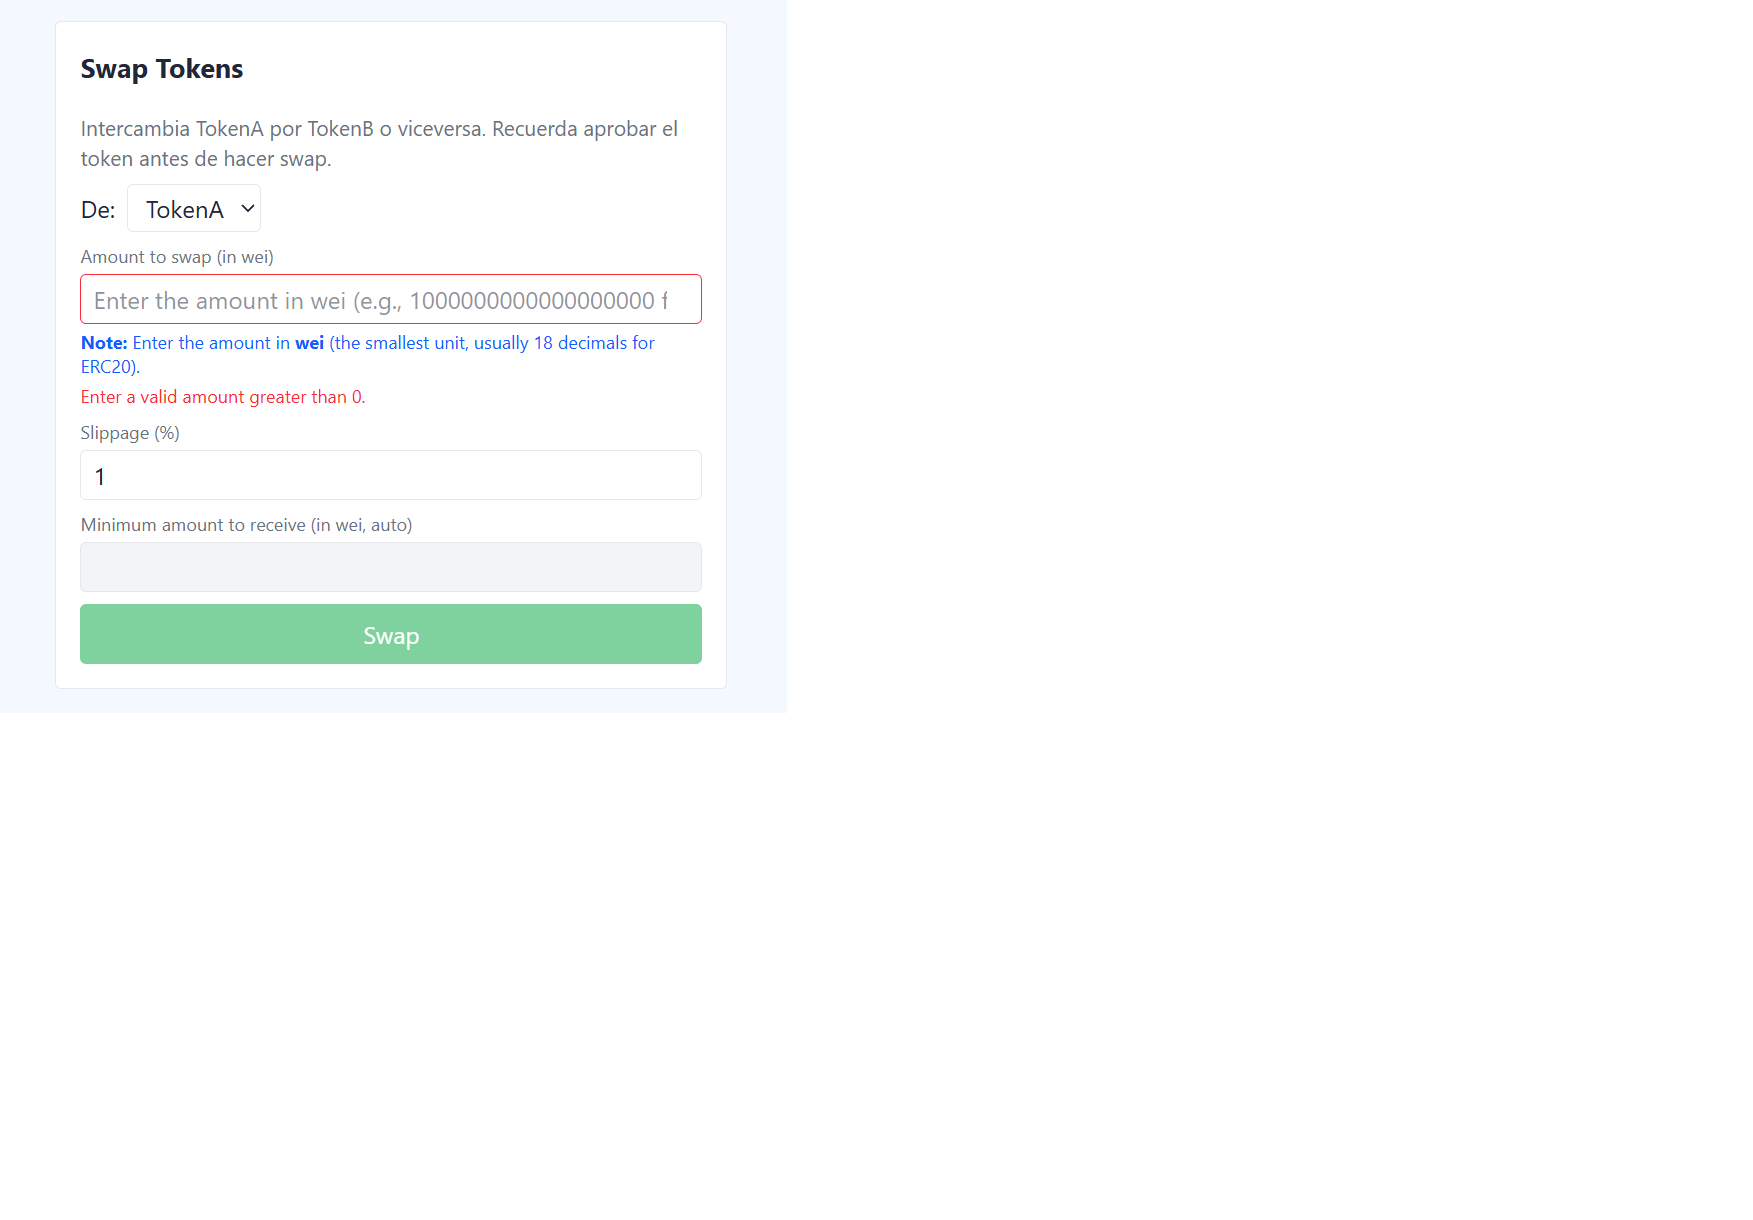 Swap Tokens
Intercambia TokenA por TokenB o viceversa. Recuerda aprobar el
token antes de hacer swap.
De: TokenA
Amount to swap (in wei)
Enter the amount in wei (e.g., 1000000000000000000 f
Note: Enter the amount in wei (the smallest unit, usually 18 decimals for
ERC20).
Enter a valid amount greater than 0.
Slippage (%)
1
Minimum amount to receive (in wei, auto)
Swap